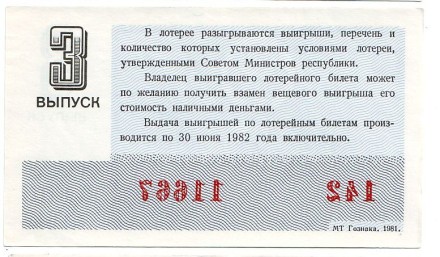 3
ВЫПУСК
В лотерее разыгрываются выигрыши, перечень и
количество которых установлены условиями лотереи,
утвержденными Советом Министров республики.
Владелец выигравшего лотерейного билета может
по желанию получить взамен вещевого выигрыша его
стоимость наличными деньгами.
Выдача выигрышей по лотерейным билетам произ-
водится по 30 июня 1982 года включительно.
11667 142
МТ Гознака. 1981.